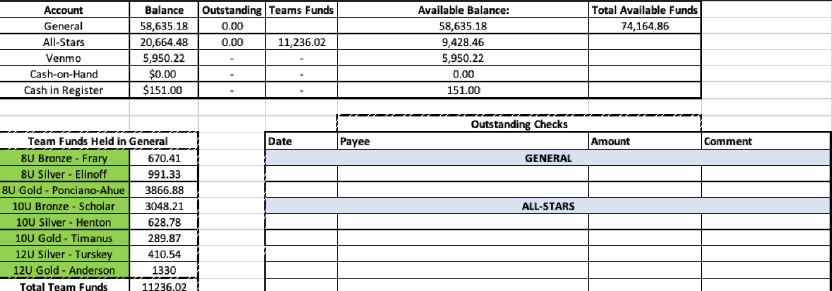 Account Balance Outstanding Teams Funds Available Balance: Total Available Funds
General 58,635.18 0.00 58,635.18 74,164.86
All-Stars 20,664.48 0.00 11,236.02 9,428.46
Venmo 5,950.22 - - 5,950.22
Cash-on-Hand $0.00 - - 0.00
Cash in Register $151.00 - - 151.00
Outstanding Checks
Team Funds Held in General Date Payee Amount Comment
8U Bronze - Frary 670.41 GENERAL
8U Silver - Elinoff 991.33
8U Gold - Ponciano-Ahue 3866.88
10U Bronze - Scholar 3048.21 ALL-STARS
10U Silver - Henton 628.78
10U Gold - Timanus 289.87
12U Silver - Turskey 410.54
12U Gold - Anderson 1330
Total Team Funds 11236.02